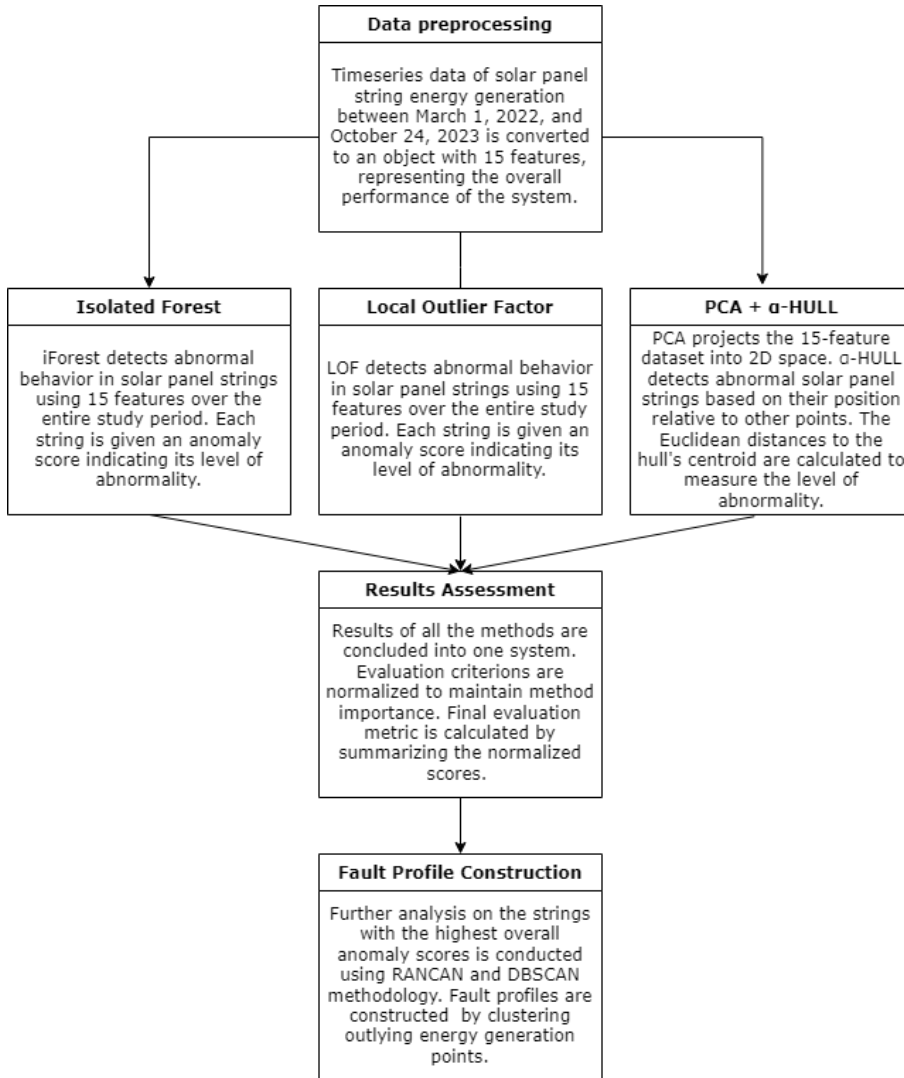 Data preprocessing
Timeseries data of solar panel
string energy generation
between March 1, 2022, and
October 24, 2023 is converted
to an object with 15 features,
representing the overall
performance of the system.
Isolated Forest
iForest detects abnormal
behavior in solar panel strings
using 15 features over the
entire study period. Each
string is given an anomaly
score indicating its level of
abnormality.
Local Outlier Factor
LOF detects abnormal behavior
in solar panel strings using 15
features over the entire study
period. Each string is given an
anomaly score indicating its
level of abnormality.
PCA + α-HULL
PCA projects the 15-feature
dataset into 2D space. α-HULL
detects abnormal solar panel
strings based on their position
relative to other points. The
Euclidean distances to the
hull's centroid are calculated to
measure the level of
abnormality.
Results Assessment
Results of all the methods are
concluded into one system.
Evaluation criterions are
normalized to maintain method
importance. Final evaluation
metric is calculated by
summarizing the normalized
scores.
Fault Profile Construction
Further analysis on the strings
with the highest overall
anomaly scores is conducted
using RANCAN and DBSCAN
methodology. Fault profiles are
constructed by clustering
outlying energy generation
points.